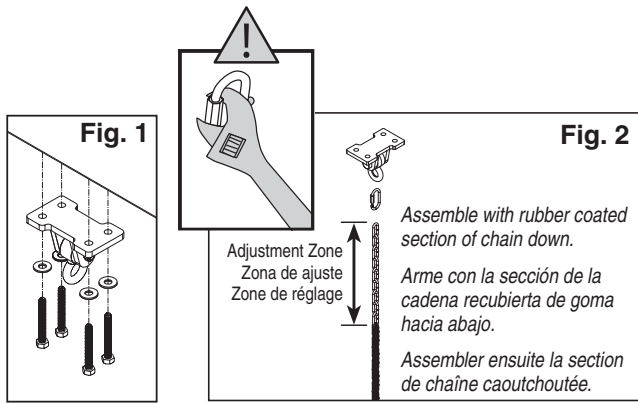 !
Fig. 1
Fig. 2
Adjustment Zone
Zona de ajuste
Zone de réglage
Assemble with rubber coated
section of chain down.
Arme con la sección de la
cadena recubierta de goma
hacia abajo.
Assembler ensuite la section
de chaîne caoutchoutée.